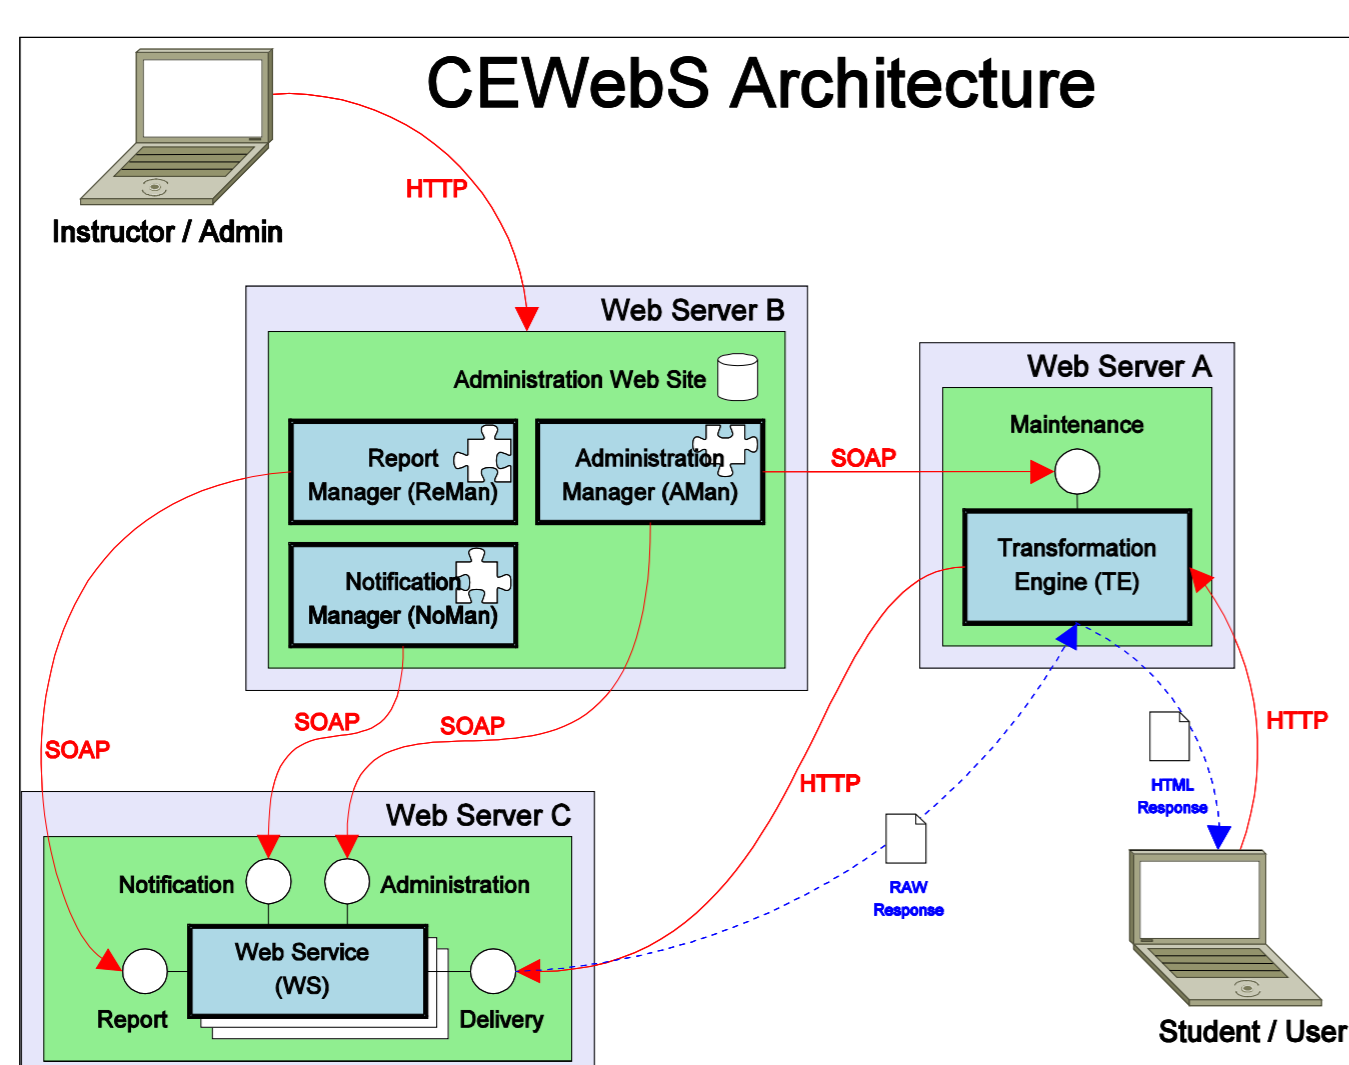 CEWebS Architecture
HTTP
Instructor / Admin
Web Server B
Administration Web Site
Report
Manager (ReMan)
Administration
Manager (AMan)
Notification
Manager (NoMan)
SOAP
Web Server A
Maintenance
Transformation
Engine (TE)
SOAP
SOAP
SOAP
HTTP
HTTP
HTML
Response
RAW
Response
Web Server C
Notification
Administration
Web Service
(WS)
Report
Delivery
Student / User